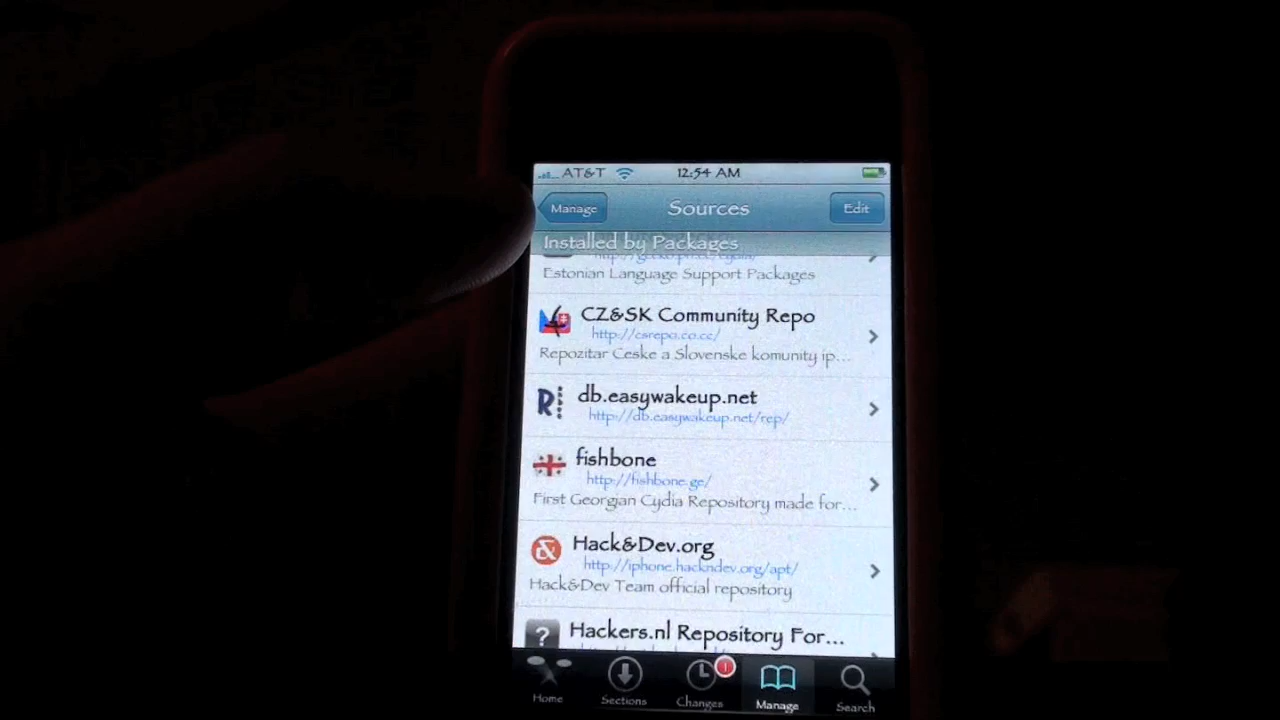 AT&T 12:54 AM
Manage Sources Edit
Installed by Packages
Estonian Language Support Packages
CZ&SK Community Repo
http://csrepo.co.cc/
Repozitar Ceske a Slovenske komunity ip...
db.easywakeup.net
http://db.easywakeup.net/rep/
fishbone
http://fishbone.ge/
First Georgian Cydia Repository made for...
Hack&Dev.org
http://iphone.hackndev.org/apt/
Hack&Dev Team official repository
Hackers.nl Repository For...
Home Sections Changes Manage Search